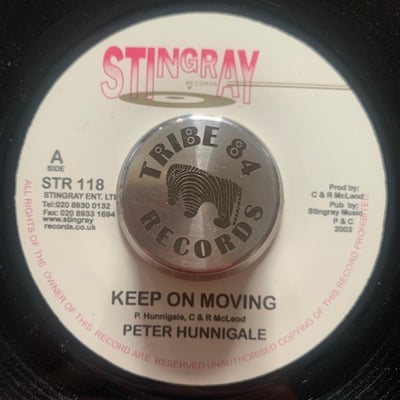 STINGRAY
RECORDS
A
SIDE
STR 118
STINGRAY ENT. LTD
Tel:020 8930 0132
Fax: 020 8933 1694
www.stingray
records.co.uk
Prod by:
C & R McLeod
Pub by:
Stingray Music
P & C
2003
TRIBE 84
RECORDS
KEEP ON MOVING
P. Hunnigale, C & R McLeod
PETER HUNNIGALE
ALL RIGHTS OF THE OWNER OF THIS RECORD ARE RESERVED UNAUTHORISED COPYING OF THIS RECORD PROHIBITED